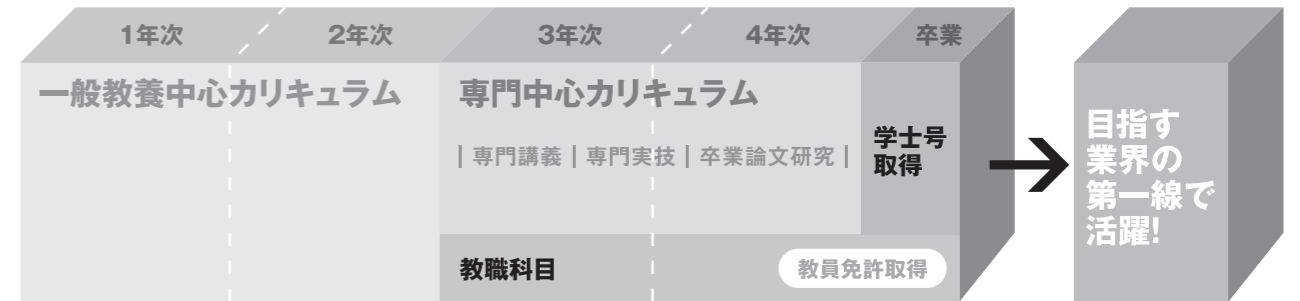 1年次 2年次 3年次 4年次 卒業
一般教養中心カリキュラム
専門中心カリキュラム
| 専門講義 | 専門実技 | 卒業論文研究 |
学士号
取得
教職科目
教員免許取得
目指す
業界の
第一線で
活躍!